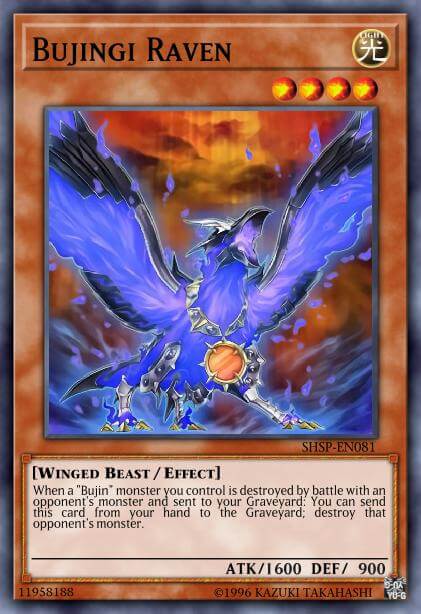 Bujingi Raven
LIGHT
光
SHSP-EN081
[Winged Beast / Effect]
When a "Bujin" monster you control is destroyed by battle with an
opponent's monster and sent to your Graveyard: You can send
this card from your hand to the Graveyard; destroy that
opponent's monster.
ATK/1600 DEF/ 900
11958188
©1996 KAZUKI TAKAHASHI